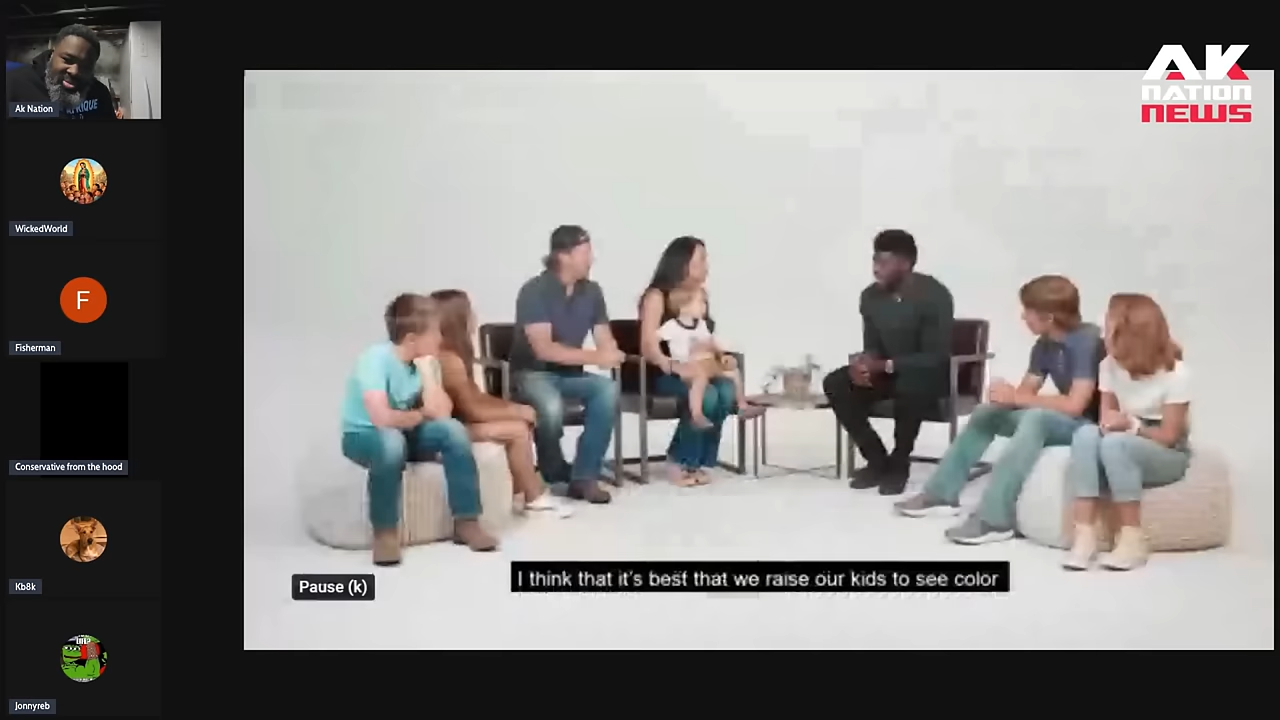 Ak Nation
WickedWorld
F
Fisherman
Conservative from the hood
Kb8k
Jonnyreb
AK
NATION
NEWS
Pause (k)
I think that it's best that we raise our kids to see color